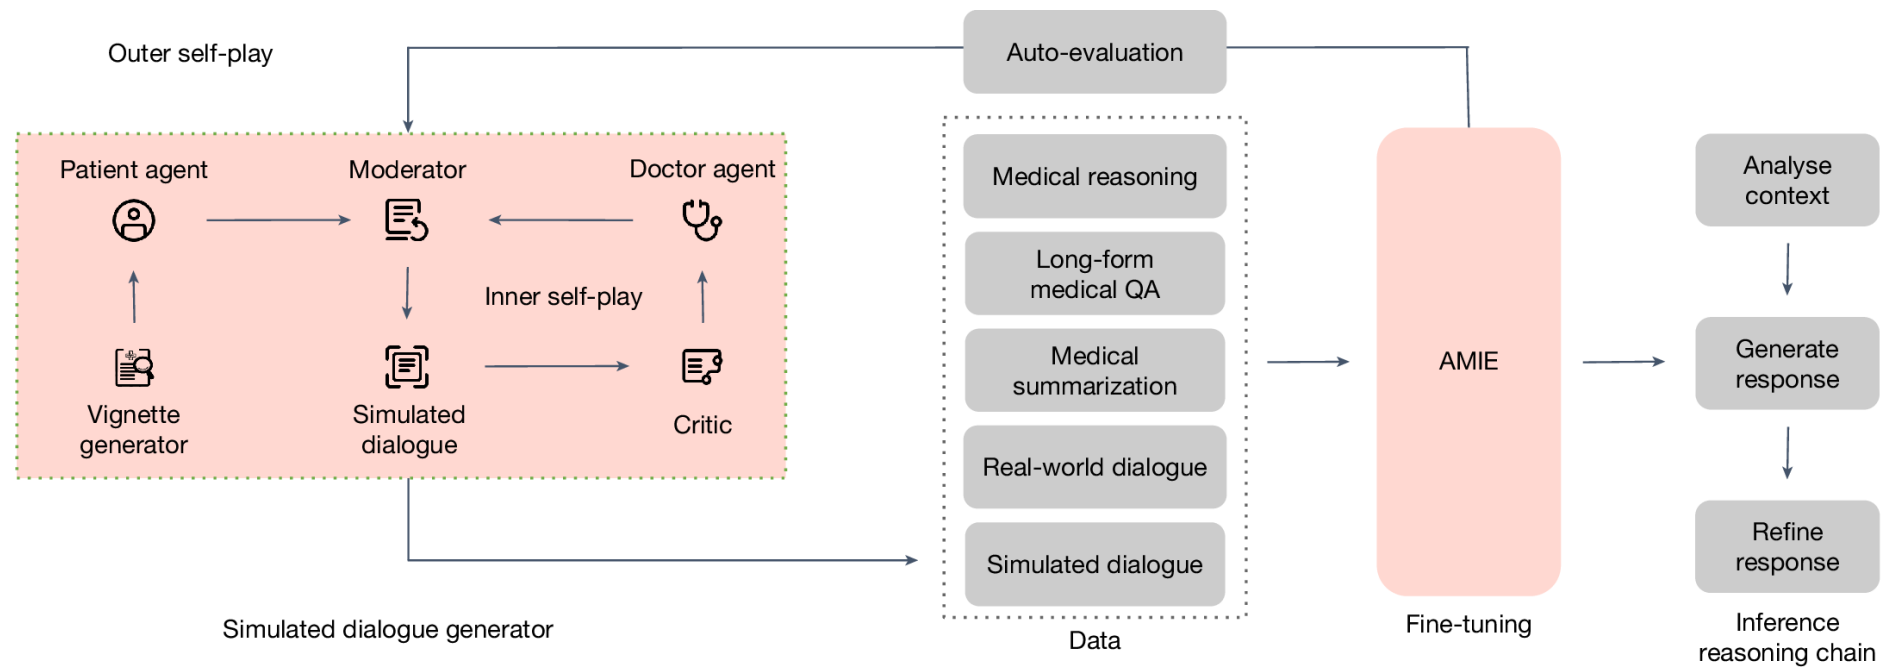 Outer self-play
Auto-evaluation
Patient agent
Moderator
Doctor agent
Inner self-play
Vignette
generator
Simulated
dialogue
Critic
Simulated dialogue generator
Medical reasoning
Long-form
medical QA
Medical
summarization
Real-world dialogue
Simulated dialogue
Data
AMIE
Fine-tuning
Analyse
context
Generate
response
Refine
response
Inference
reasoning chain